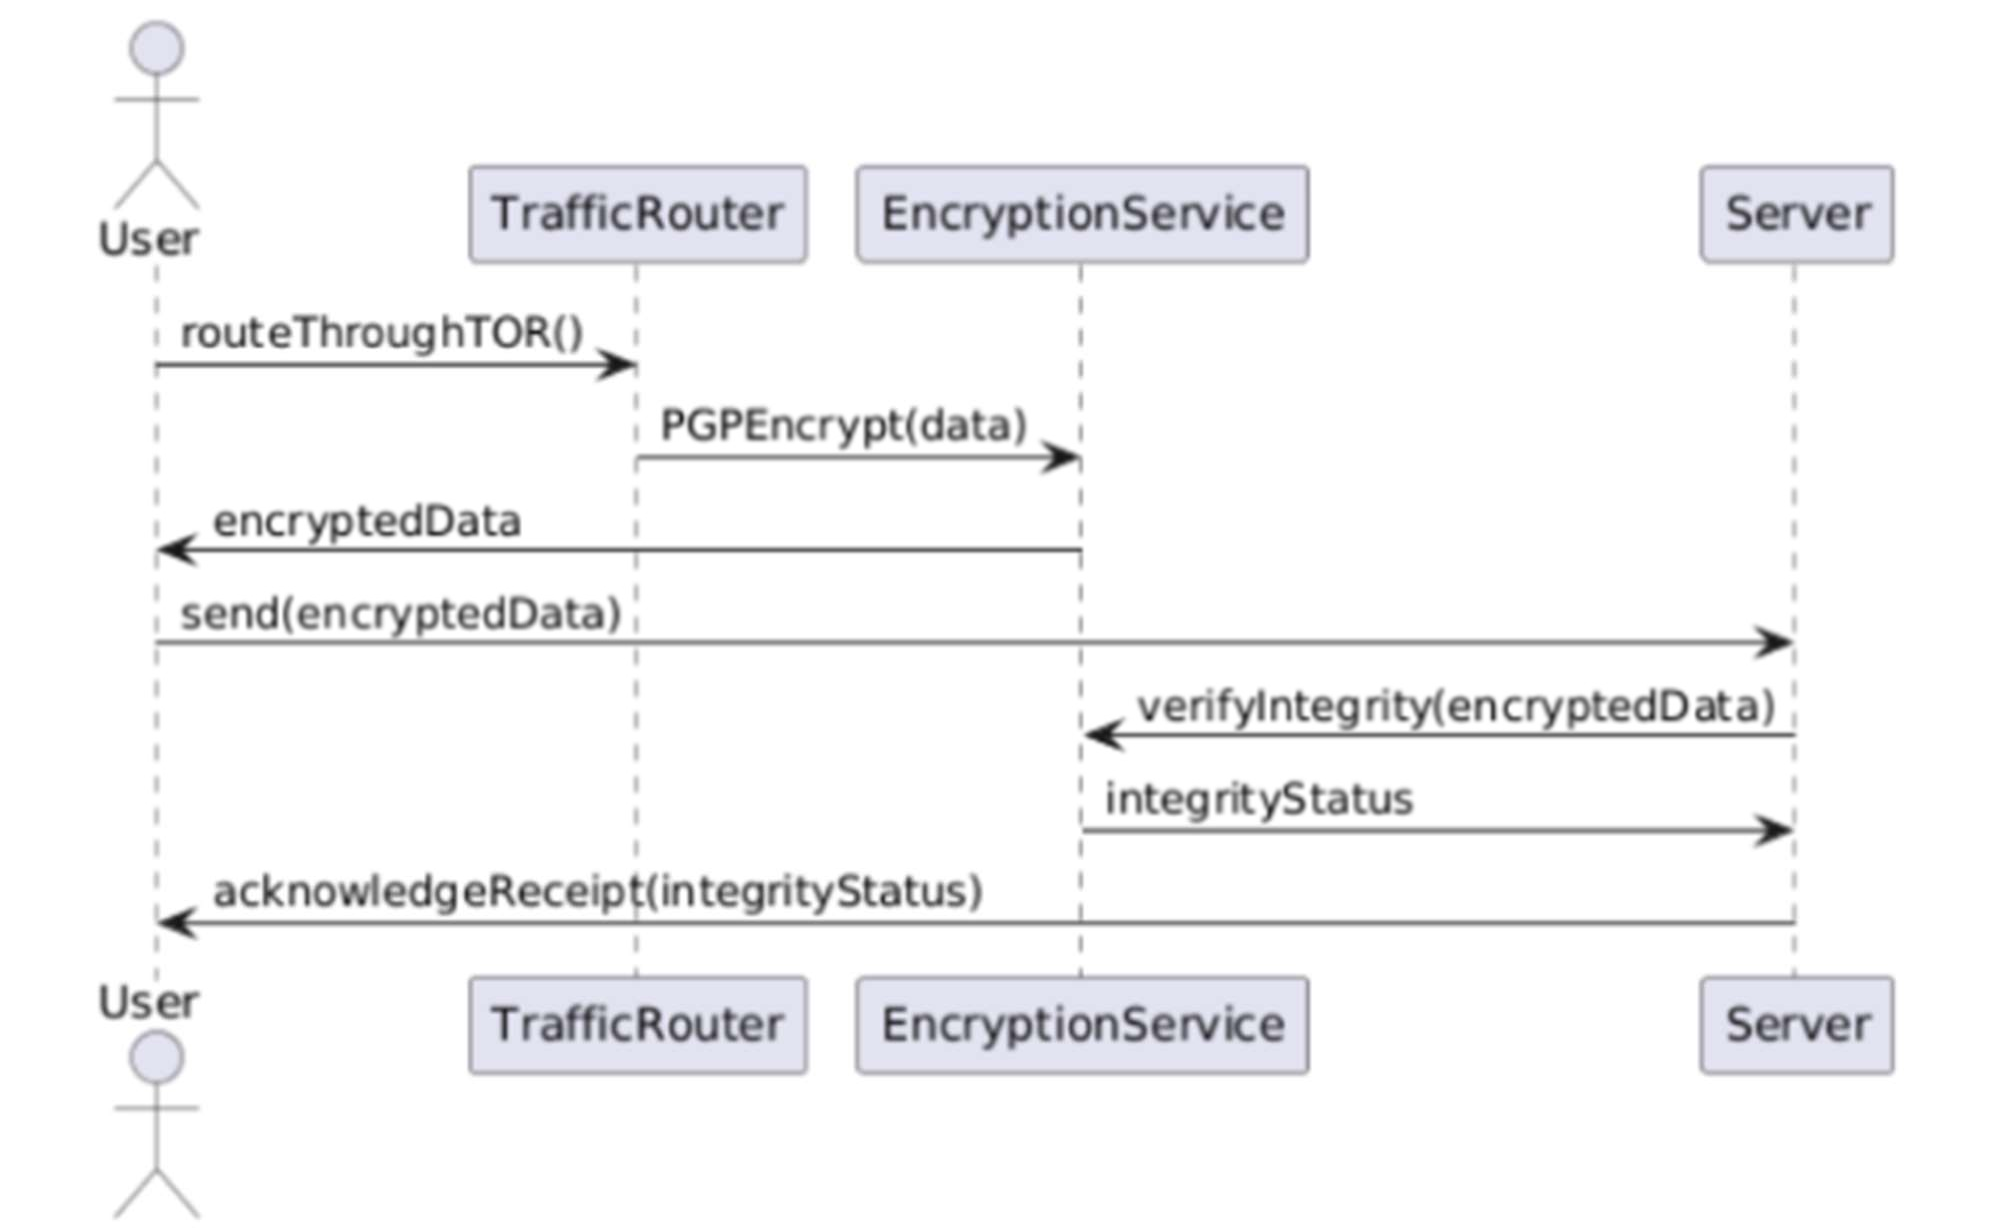 User
TrafficRouter
EncryptionService
Server
routeThroughTOR()
PGPEncrypt(data)
encryptedData
send(encryptedData)
verifyIntegrity(encryptedData)
integrityStatus
acknowledgeReceipt(integrityStatus)
User
TrafficRouter
EncryptionService
Server